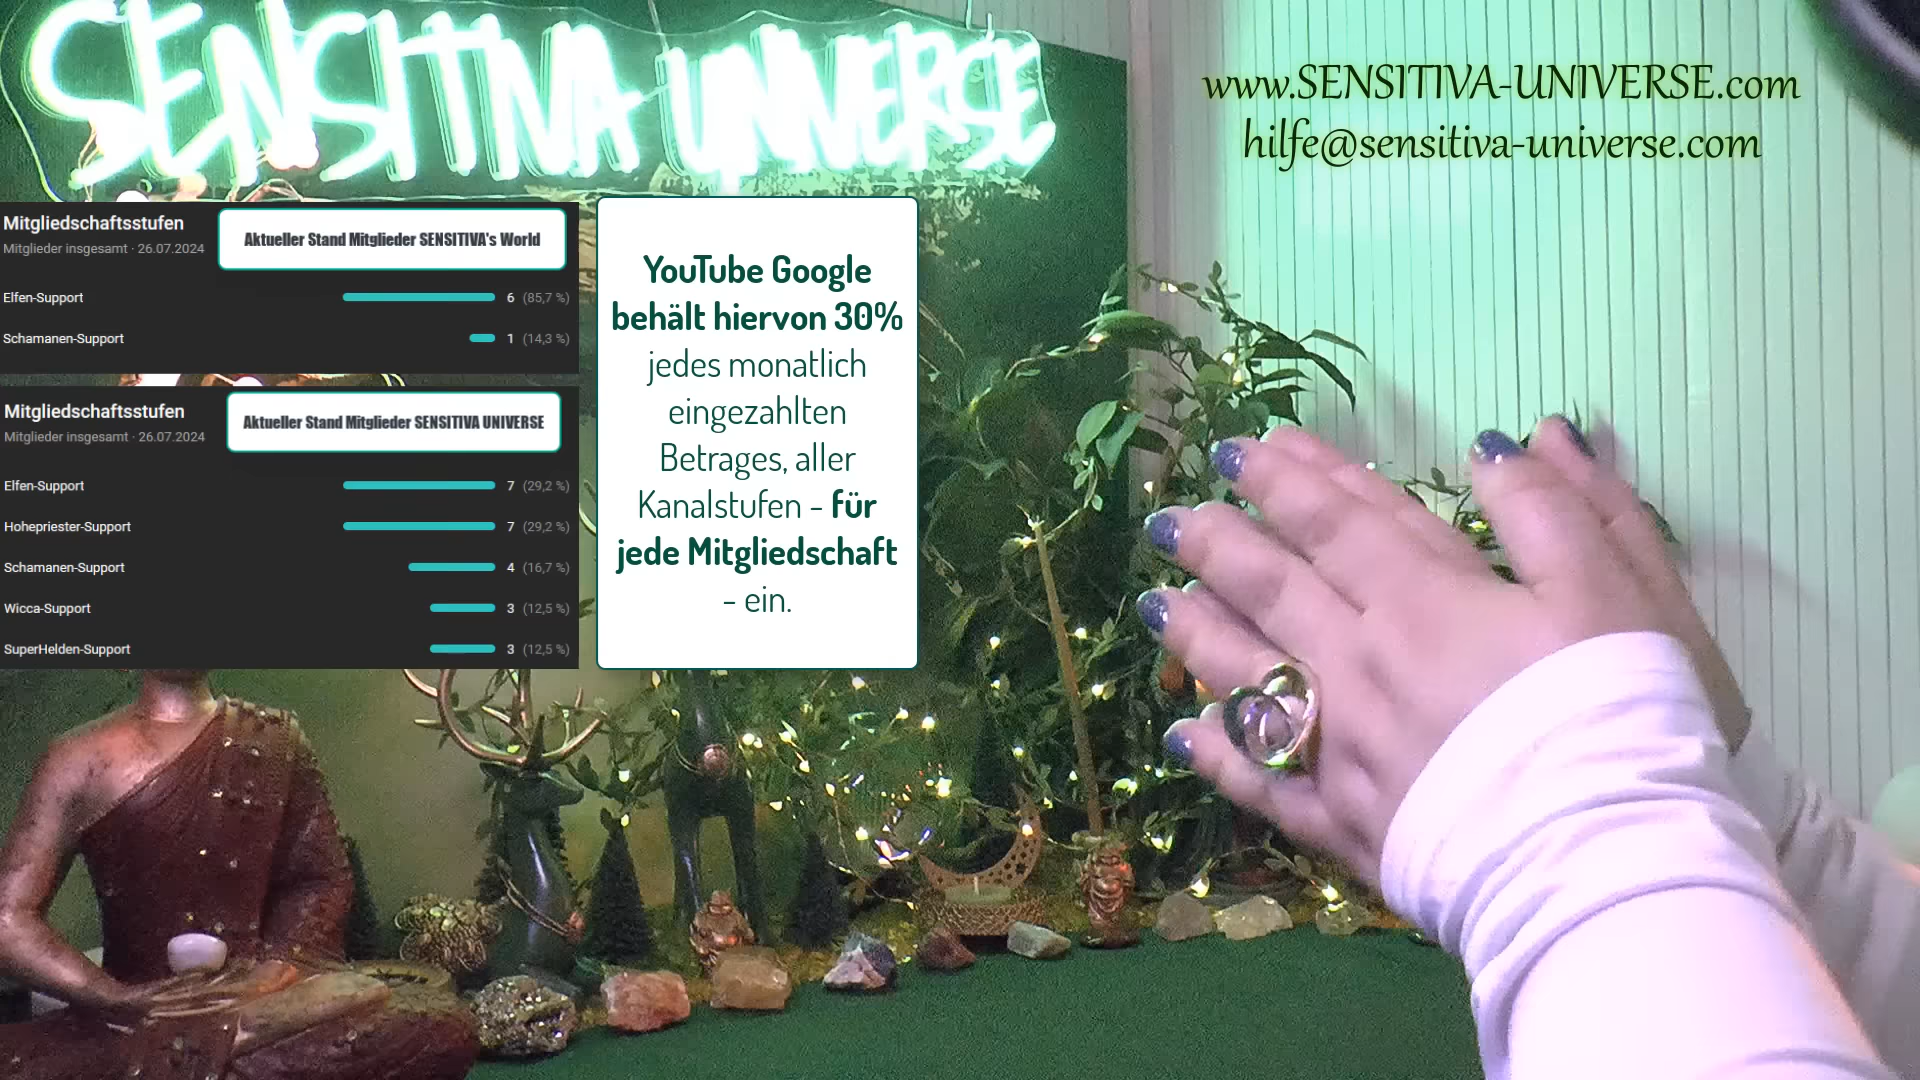 SENSITIVA UNIVERSE
www.SENSITIVA-UNIVERSE.com
hilfe@sensitiva-universe.com
Mitgliedschaftsstufen
Mitglieder insgesamt · 26.07.2024
Aktueller Stand Mitglieder SENSITIVA's World
Elfen-Support 6 (85,7 %)
Schamanen-Support 1 (14,3 %)
Mitgliedschaftsstufen
Mitglieder insgesamt · 26.07.2024
Aktueller Stand Mitglieder SENSITIVA UNIVERSE
Elfen-Support 7 (29,2 %)
Hohepriester-Support 7 (29,2 %)
Schamanen-Support 4 (16,7 %)
Wicca-Support 3 (12,5 %)
SuperHelden-Support 3 (12,5 %)
YouTube Google
behält hiervon 30%
jedes monatlich
eingezahlten
Betrages, aller
Kanalstufen - für
jede Mitgliedschaft
- ein.